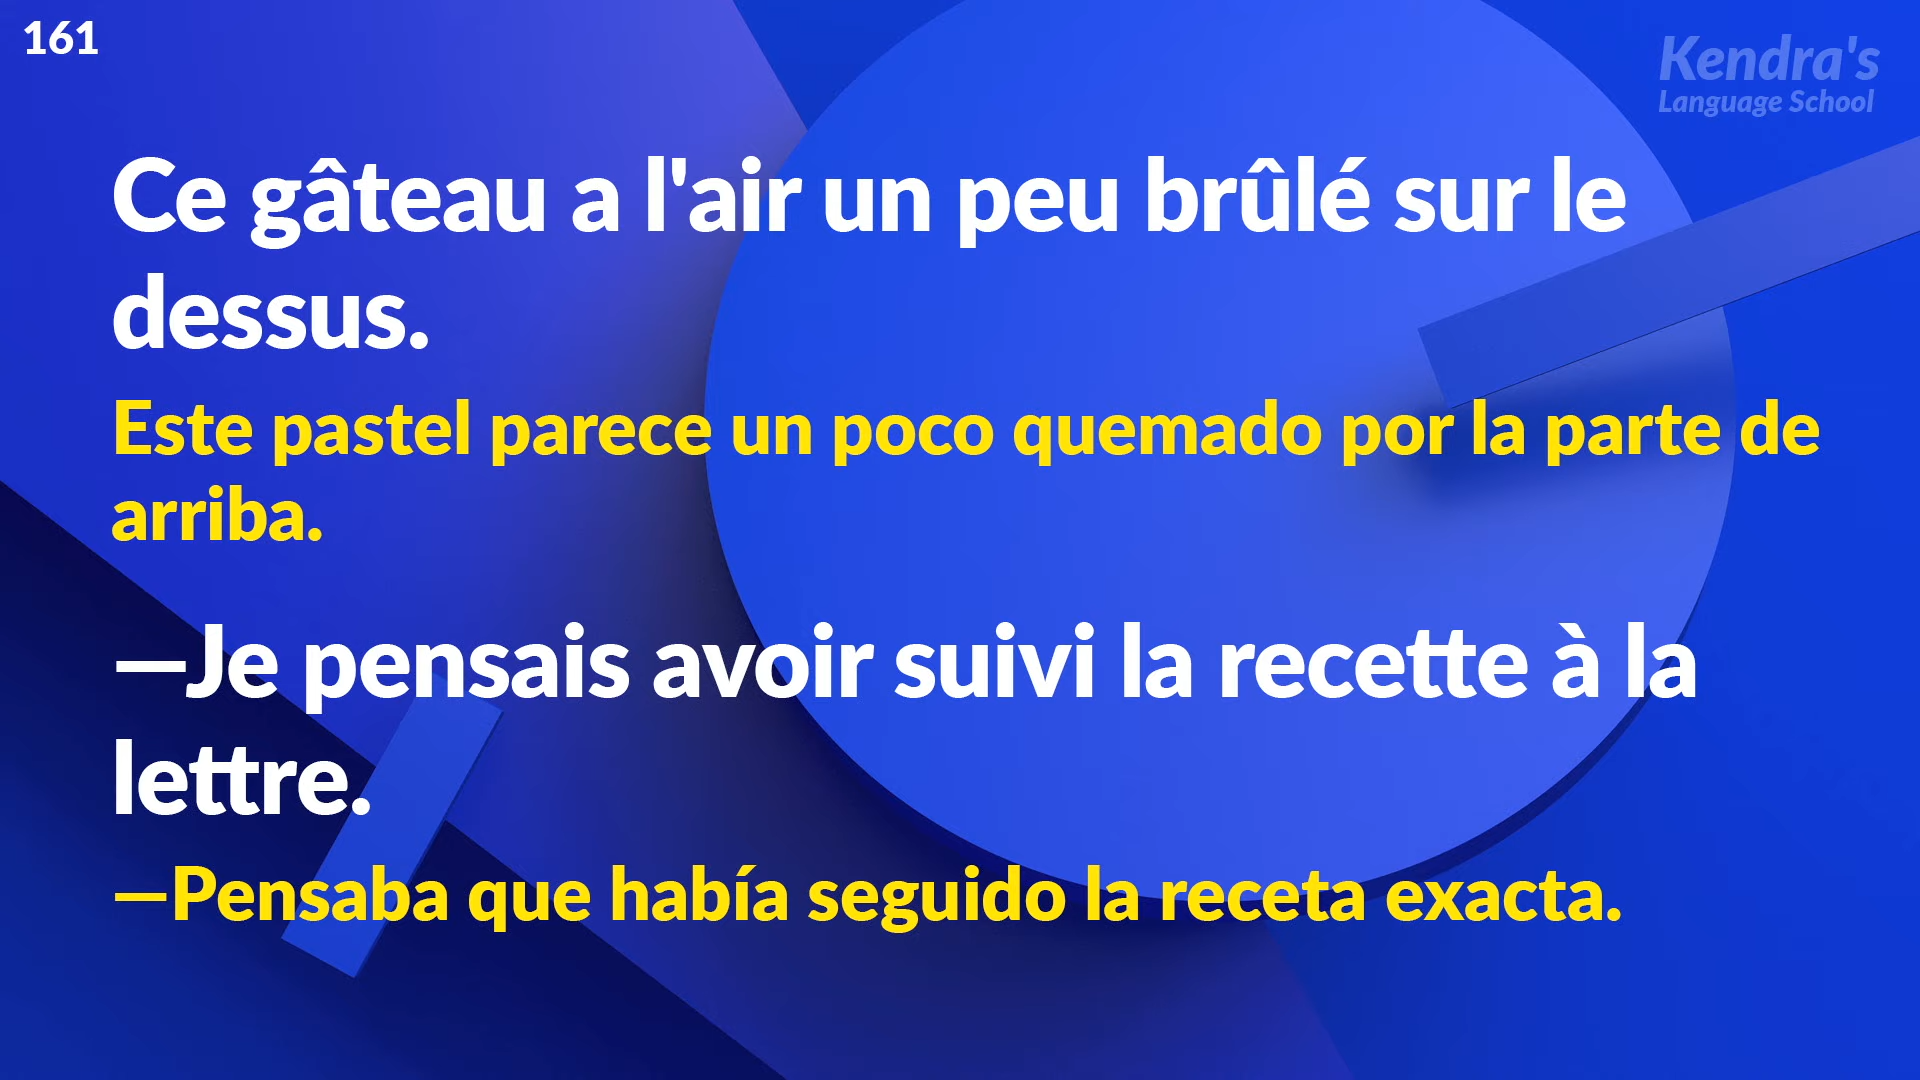 161
Kendra's
Language School
Ce gâteau a l'air un peu brûlé sur le
dessus.
Este pastel parece un poco quemado por la parte de
arriba.
—Je pensais avoir suivi la recette à la
lettre.
—Pensaba que había seguido la receta exacta.